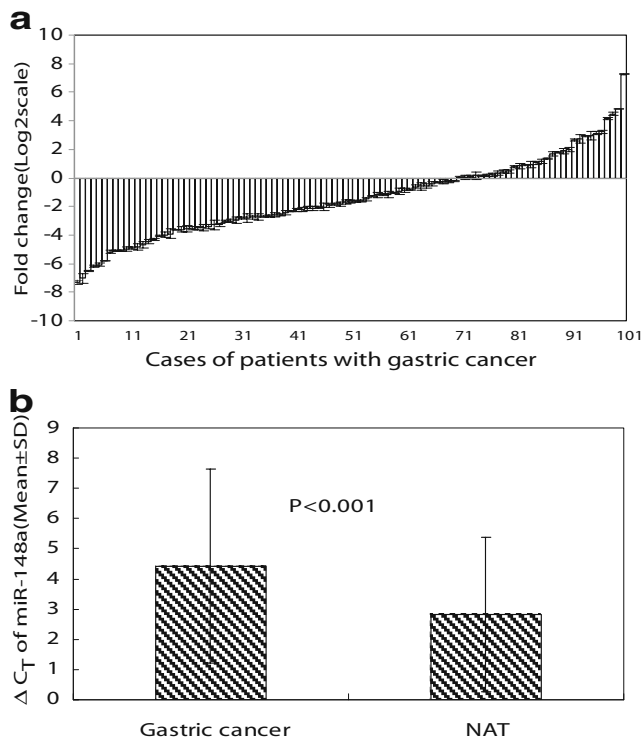 a
Fold change(Log2scale)
10
8
6
4
2
0
-2
-4
-6
-8
-10
1 11 21 31 41 51 61 71 81 91 101
Cases of patients with gastric cancer
b
Δ CT of miR-148a(Mean±SD)
9
8
7
6
5
4
3
2
1
0
P<0.001
Gastric cancer NAT